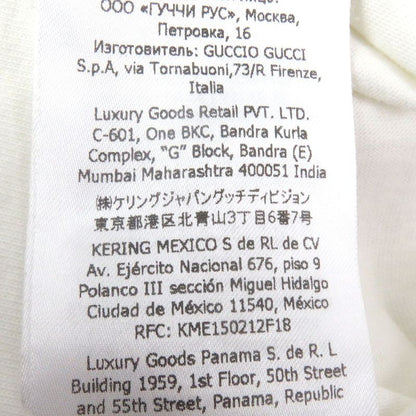 ООО «ГУЧЧИ РУС», Москва,
Петровка, 16
Изготовитель: GUCCIO GUCCI
S.p.A, via Tornabuoni,73/R Firenze,
Italia
Luxury Goods Retail PVT. LTD.
C-601, One BKC, Bandra Kurla
Complex, “G” Block, Bandra (E)
Mumbai Maharashtra 400051 India
㈱ケリングジャパングッチディビジョン
東京都港区北青山3丁目6番7号
KERING MEXICO S de RL de CV
Av. Ejército Nacional 676, piso 9
Polanco III sección Miguel Hidalgo
Ciudad de México 11540, México
RFC: KME150212F18
Luxury Goods Panama S. de R. L
Building 1959, 1st Floor, 50th Street
and 55th Street, Panama, Republic